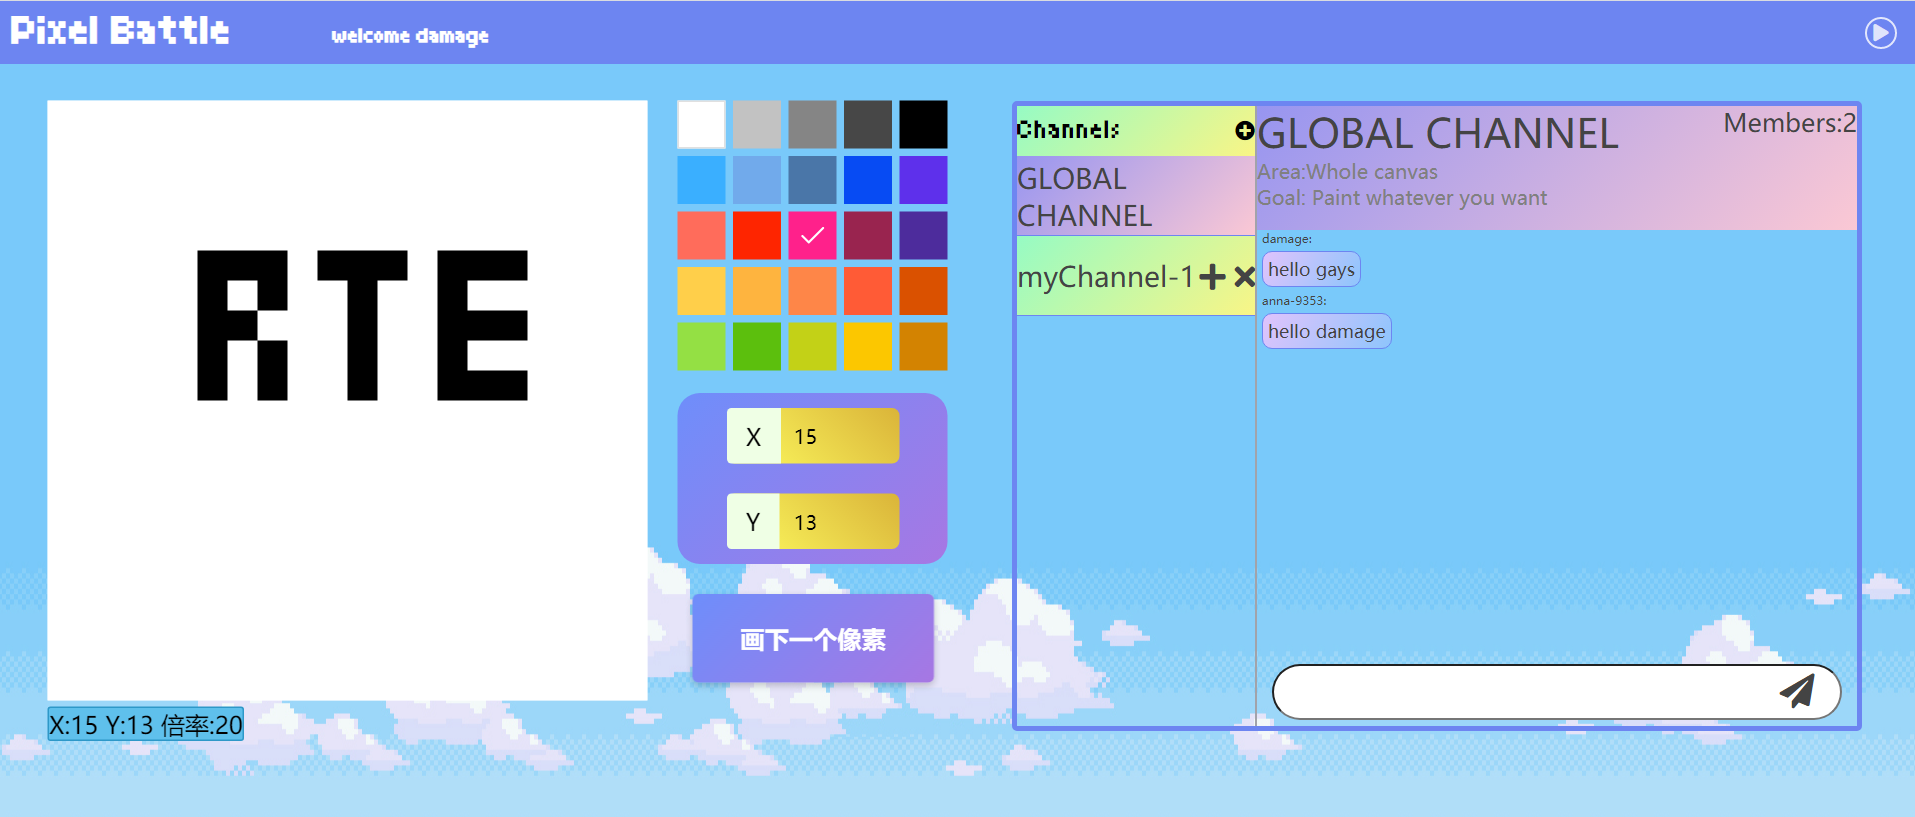 Pixel Battle
welcome damage
RTE
X:15 Y:13 倍率:20
X 15
Y 13
画下一个像素
Channels
GLOBAL
CHANNEL
myChannel-1
GLOBAL CHANNEL
Members:2
Area:Whole canvas
Goal: Paint whatever you want
damage:
hello gays
anna-9353:
hello damage